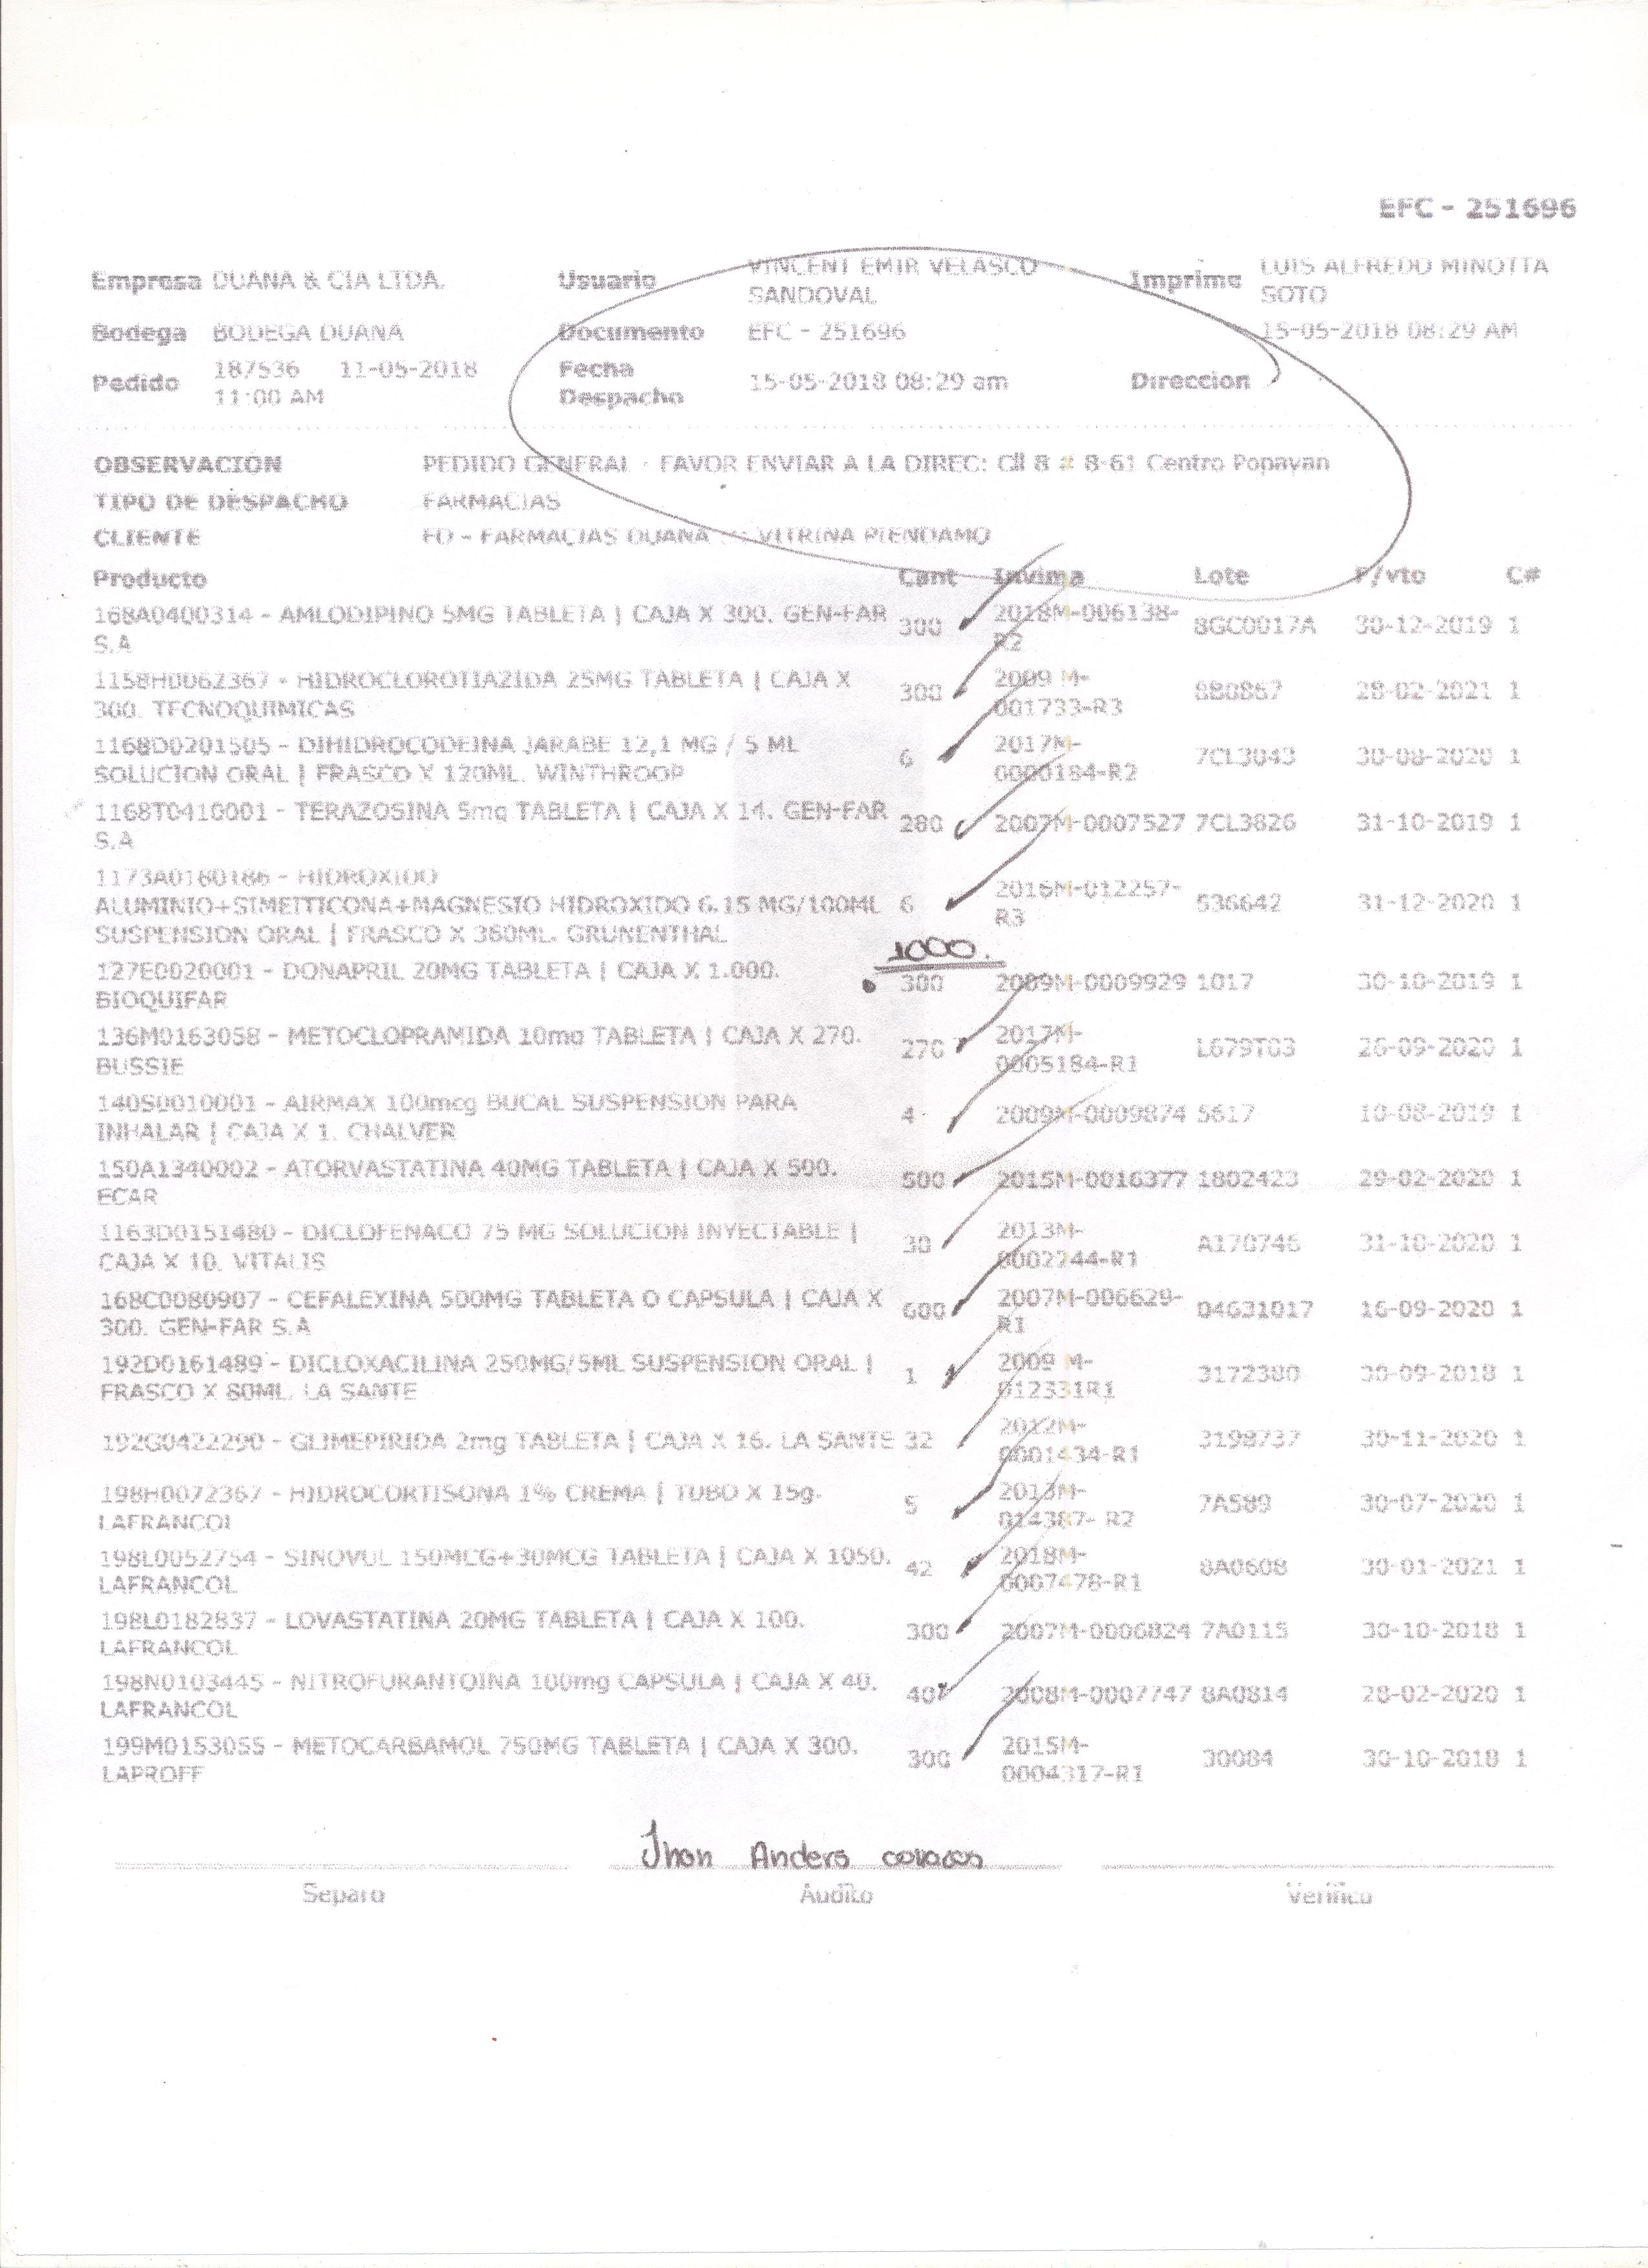 EFC - 251696
Empresa DUANA & CIA LTDA. Usuario VINCENT EMIR VELASCO SANDOVAL Imprime LUIS ALFREDO MINOTTA SOTO
Bodega BODEGA DUANA Documento EFC - 251696 15-05-2018 08:29 AM
Pedido 187536 11-05-2018 11:00 AM Fecha Despacho 15-05-2018 08:29 am Direccion
OBSERVACIÓN PEDIDO GENERAL - FAVOR ENVIAR A LA DIREC: Cll 8 # 8-61 Centro Popayan
TIPO DE DESPACHO FARMACIAS
CLIENTE FD - FARMACIAS DUANA VITRINA PIENDAMO
Producto Cant Invima Lote F/vto C#
168A0400314 - AMLODIPINO 5MG TABLETA | CAJA X 300. GEN-FAR S.A 300 2018M-006138-R2 8GC0017A 30-12-2019 1
1158H0062367 - HIDROCLOROTIAZIDA 25MG TABLETA | CAJA X 300. TECNOQUIMICAS 300 2009 M-001733-R3 8B0867 28-02-2021 1
1168D0201505 - DIHIDROCODEINA JARABE 12,1 MG / 5 ML SOLUCION ORAL | FRASCO X 120ML. WINTHROOP 6 2017M-0000184-R2 7CL3043 30-08-2020 1
1168T0410001 - TERAZOSINA 5mg TABLETA | CAJA X 14. GEN-FAR S.A 280 2007M-0007527 7CL3826 31-10-2019 1
1173A0180186 - HIDROXIDO ALUMINIO+SIMETTICONA+MAGNESIO HIDROXIDO 6.15 MG/100ML SUSPENSION ORAL | FRASCO X 360ML. GRUNENTHAL 6 2016M-012257-R3 536642 31-12-2020 1
1000.
127E0020001 - DONAPRIL 20MG TABLETA | CAJA X 1.000. BIOQUIFAR 300 2009M-0009929 1017 30-10-2019 1
136M0163058 - METOCLOPRAMIDA 10mg TABLETA | CAJA X 270. BUSSIE 270 2017M-0005184-R1 L679T03 26-09-2020 1
140S0010001 - AIRMAX 100mcg BUCAL SUSPENSION PARA INHALAR | CAJA X 1. CHALVER 4 2009M-0009874 5617 10-08-2019 1
150A1340002 - ATORVASTATINA 40MG TABLETA | CAJA X 500. ECAR 500 2015M-0016377 1802423 29-02-2020 1
1163D0151480 - DICLOFENACO 75 MG SOLUCION INYECTABLE | CAJA X 10. VITALIS 30 2013M-0002244-R1 A170746 31-10-2020 1
168C0080907 - CEFALEXINA 500MG TABLETA O CAPSULA | CAJA X 300. GEN-FAR S.A 600 2007M-006629-R1 04631017 16-09-2020 1
192D0161489 - DICLOXACILINA 250MG/5ML SUSPENSION ORAL | FRASCO X 80ML. LA SANTE 1 2009 M-012331R1 3172380 30-09-2018 1
192G0422290 - GLIMEPIRIDA 2mg TABLETA | CAJA X 16. LA SANTE 32 2012M-0001434-R1 3198737 30-11-2020 1
198H0072367 - HIDROCORTISONA 1% CREMA | TUBO X 15g. LAFRANCOL 5 2013M-014387- R2 7A589 30-07-2020 1
198L0052754 - SINOVUL 150MCG+30MCG TABLETA | CAJA X 1050. LAFRANCOL 42 2018M-0007478-R1 8A0608 30-01-2021 1
198L0182837 - LOVASTATINA 20MG TABLETA | CAJA X 100. LAFRANCOL 300 2007M-0006824 7A0115 30-10-2018 1
198N0103445 - NITROFURANTOINA 100mg CAPSULA | CAJA X 40. LAFRANCOL 40 2008M-0007747 8A0814 28-02-2020 1
199M0153055 - METOCARBAMOL 750MG TABLETA | CAJA X 300. LAPROFF 300 2015M-0004317-R1 30084 30-10-2018 1
Jhon Anders
Separo Audito Verifico